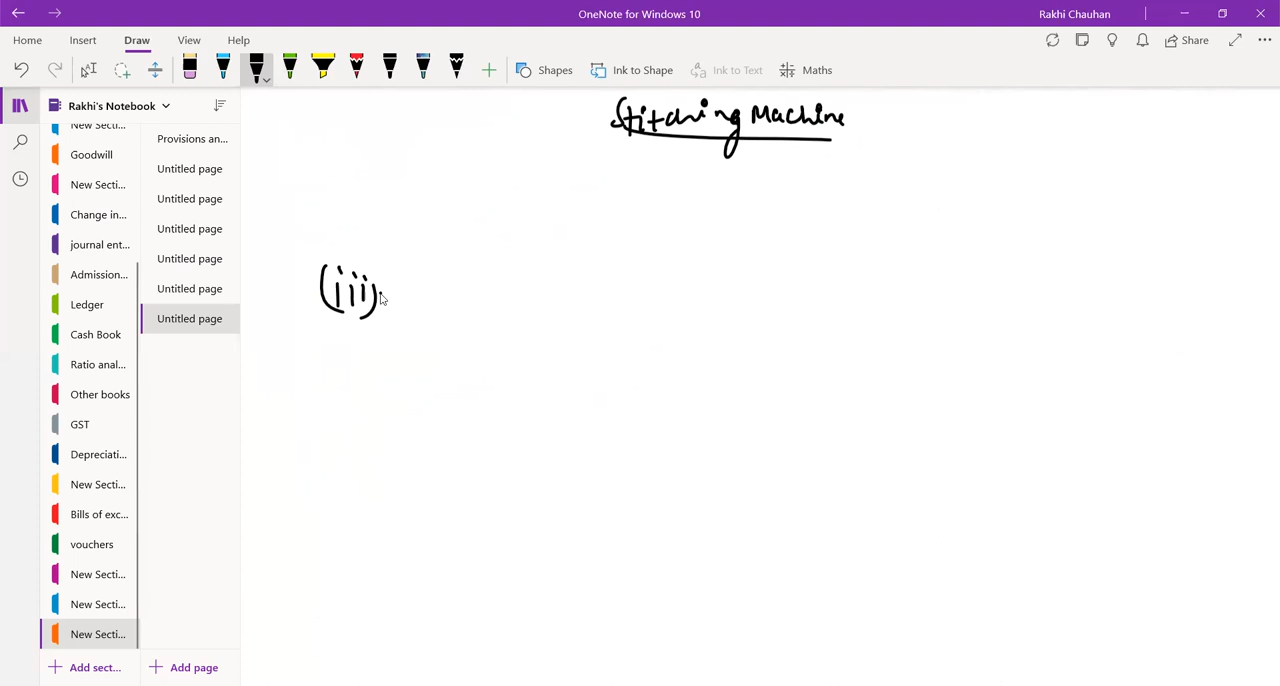 OneNote for Windows 10
Rakhi Chauhan
Home Insert Draw View Help
Share
Shapes
Ink to Shape
Ink to Text
Maths
Rakhi's Notebook
New Secti...
Goodwill
New Secti...
Change in...
journal ent...
Admission...
Ledger
Cash Book
Ratio anal...
Other books
GST
Depreciati...
New Secti...
Bills of exc...
vouchers
New Secti...
New Secti...
New Secti...
Add sect...
Provisions an...
Untitled page
Untitled page
Untitled page
Untitled page
Untitled page
Untitled page
Add page
Stitching Machine
(iii)